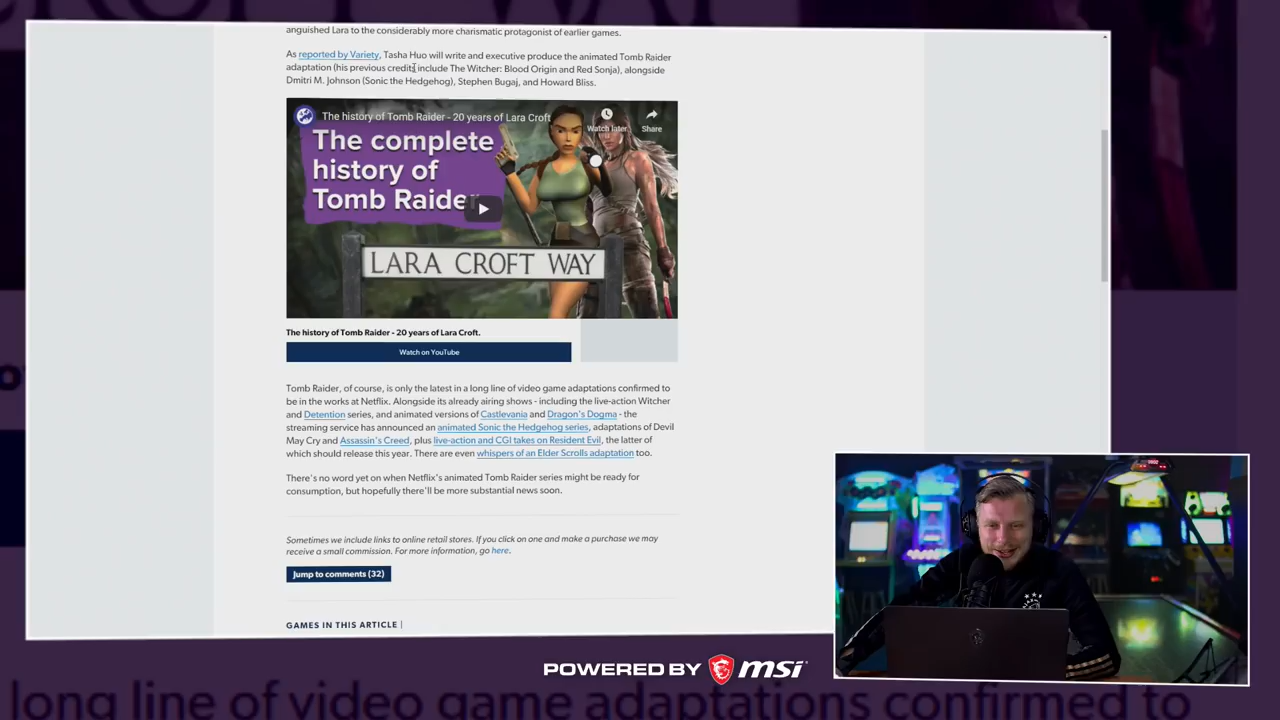 anguished Lara to the considerably more charismatic protagonist of earlier games.
As reported by Variety, Tasha Huo will write and executive produce the animated Tomb Raider
adaptation (his previous credits include The Witcher: Blood Origin and Red Sonja), alongside
Dmitri M. Johnson (Sonic the Hedgehog), Stephen Bugaj, and Howard Bliss.
The history of Tomb Raider - 20 years of Lara Croft
Watch later
Share
The complete
history of
Tomb Raider
LARA CROFT WAY
The history of Tomb Raider - 20 years of Lara Croft.
Watch on YouTube
Tomb Raider, of course, is only the latest in a long line of video game adaptations confirmed to
be in the works at Netflix. Alongside its already airing shows - including the live-action Witcher
and Detention series, and animated versions of Castlevania and Dragon's Dogma - the
streaming service has announced an animated Sonic the Hedgehog series, adaptations of Devil
May Cry and Assassin's Creed, plus live-action and CGI takes on Resident Evil, the latter of
which should release this year. There are even whispers of an Elder Scrolls adaptation too.
There's no word yet on when Netflix's animated Tomb Raider series might be ready for
consumption, but hopefully there'll be more substantial news soon.
Sometimes we include links to online retail stores. If you click on one and make a purchase we may
receive a small commission. For more information, go here.
Jump to comments (32)
GAMES IN THIS ARTICLE |
POWERED BY msi
long line of video game adaptations confirmed to